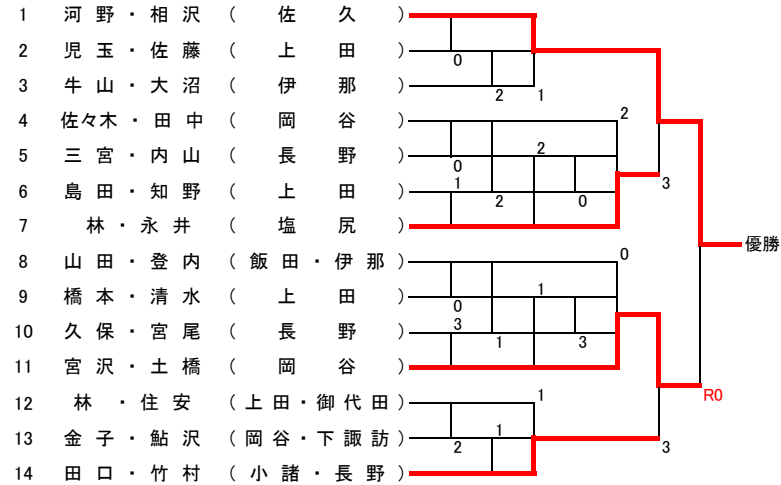 1 河野・相沢 ( 佐久 )
0
2 児玉・佐藤 ( 上田 )
3 牛山・大沼 ( 伊那 )
2 1
4 佐々木・田中 ( 岡谷 )
2
5 三宮・内山 ( 長野 )
2
0
6 島田・知野 ( 上田 )
1
2 0
3
7 林・永井 ( 塩尻 )
優勝
8 山田・登内 ( 飯田・伊那 )
0
9 橋本・清水 ( 上田 )
1
0
10 久保・宮尾 ( 長野 )
3
1 3
11 宮沢・土橋 ( 岡谷 )
R0
12 林・住安 ( 上田・御代田 )
1
13 金子・鮎沢 ( 岡谷・下諏訪 )
1
2
3
14 田口・竹村 ( 小諸・長野 )